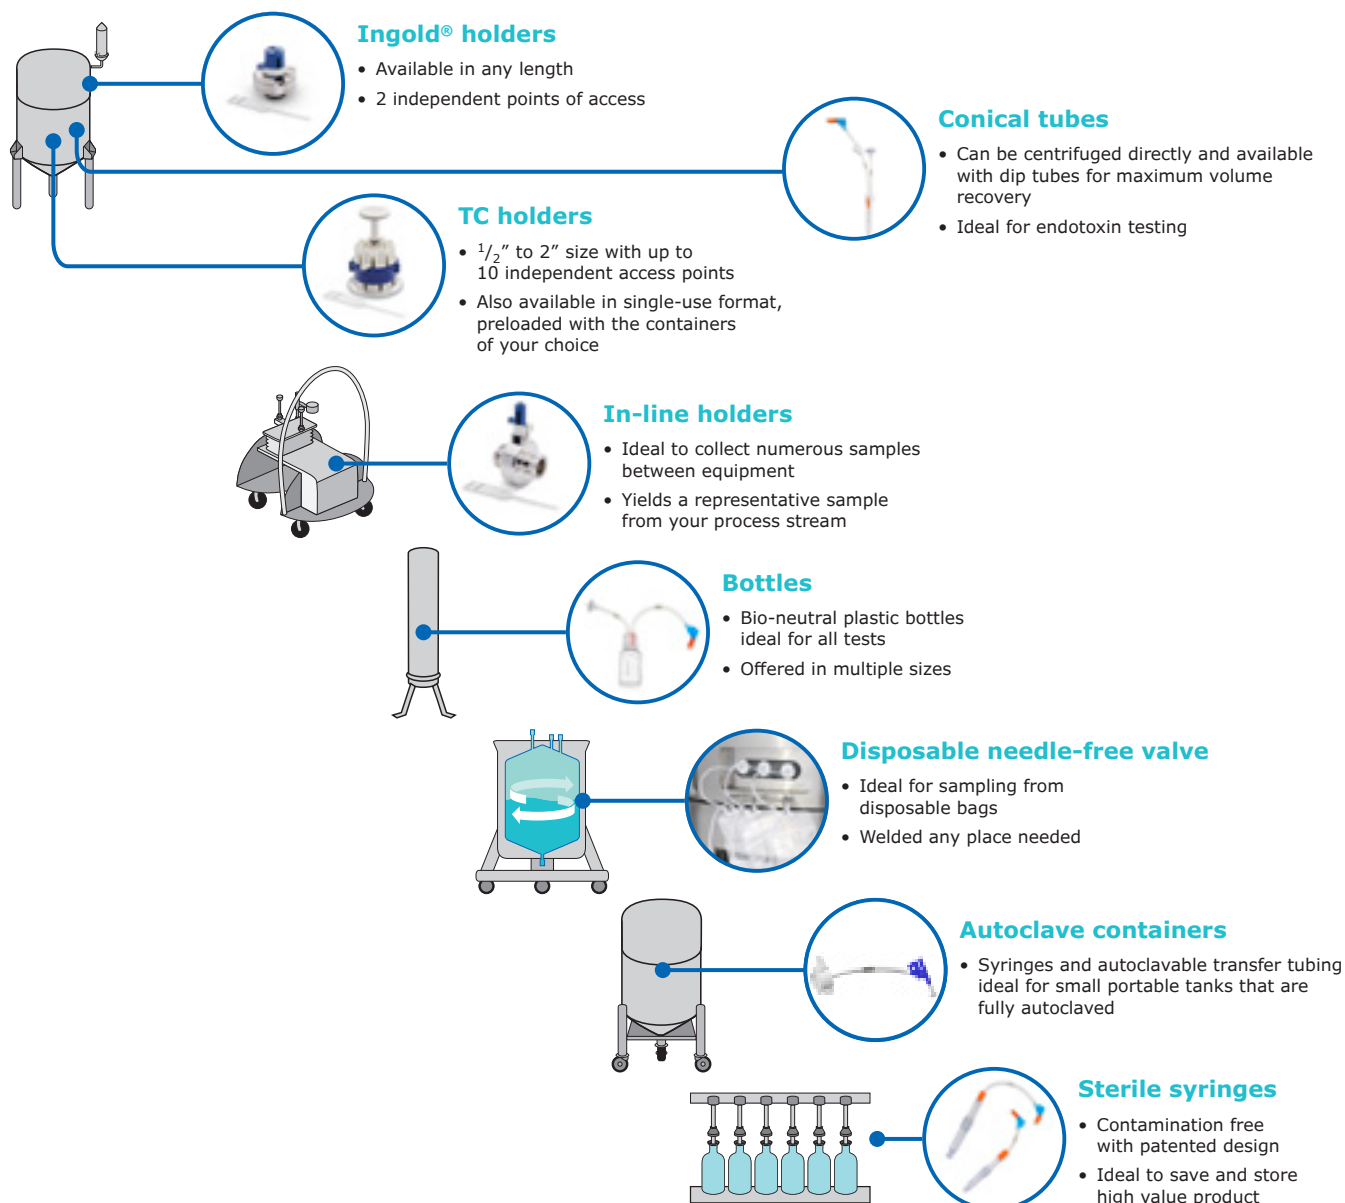 Ingold® holders
• Available in any length
• 2 independent points of access
Conical tubes
• Can be centrifuged directly and available
with dip tubes for maximum volume
recovery
• Ideal for endotoxin testing
TC holders
• 1/2” to 2” size with up to
10 independent access points
• Also available in single-use format,
preloaded with the containers
of your choice
In-line holders
• Ideal to collect numerous samples
between equipment
• Yields a representative sample
from your process stream
Bottles
• Bio-neutral plastic bottles
ideal for all tests
• Offered in multiple sizes
Disposable needle-free valve
• Ideal for sampling from
disposable bags
• Welded any place needed
Autoclave containers
• Syringes and autoclavable transfer tubing
ideal for small portable tanks that are
fully autoclaved
Sterile syringes
• Contamination free
with patented design
• Ideal to save and store
high value product